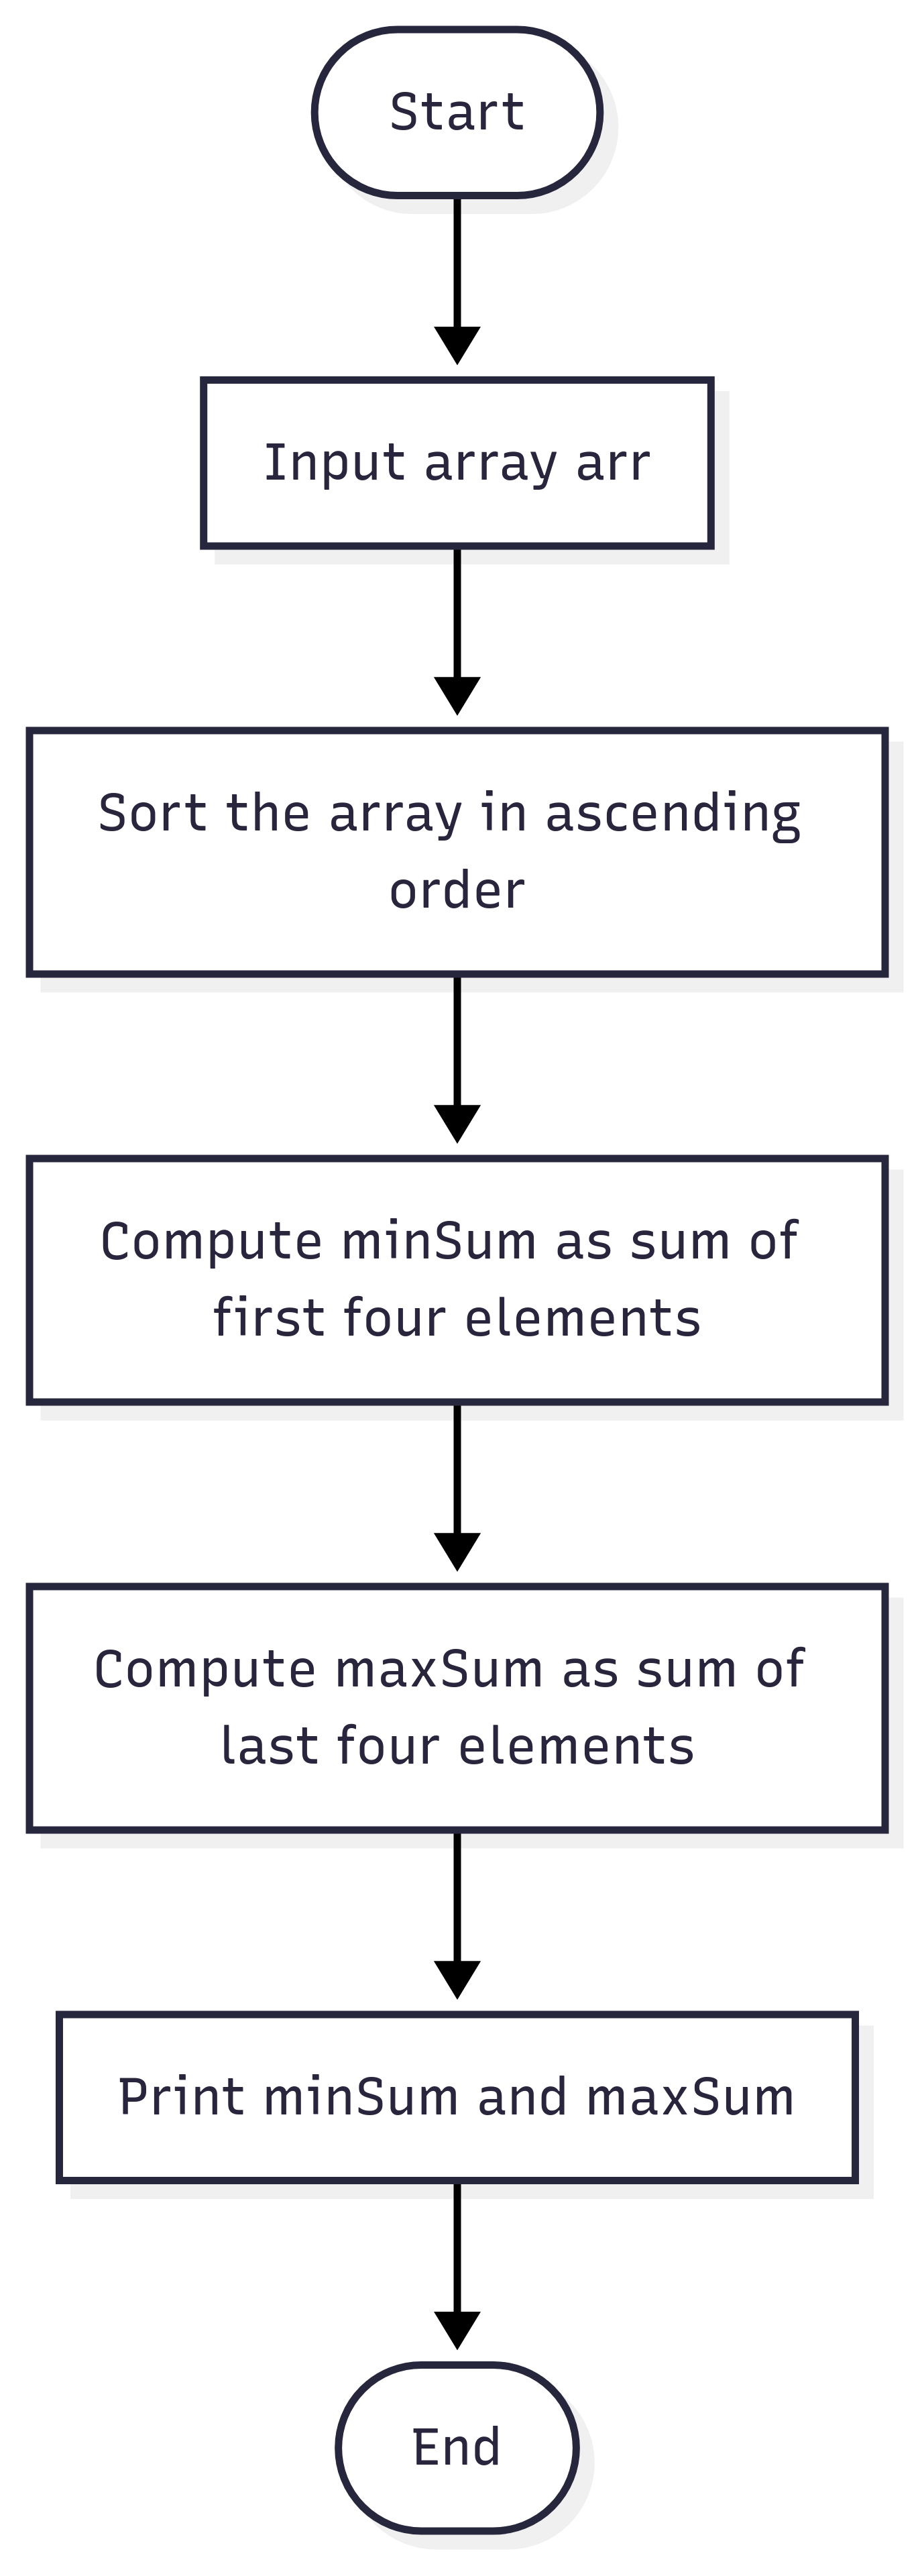 Start
Input array arr
Sort the array in ascending
order
Compute minSum as sum of
first four elements
Compute maxSum as sum of
last four elements
Print minSum and maxSum
End